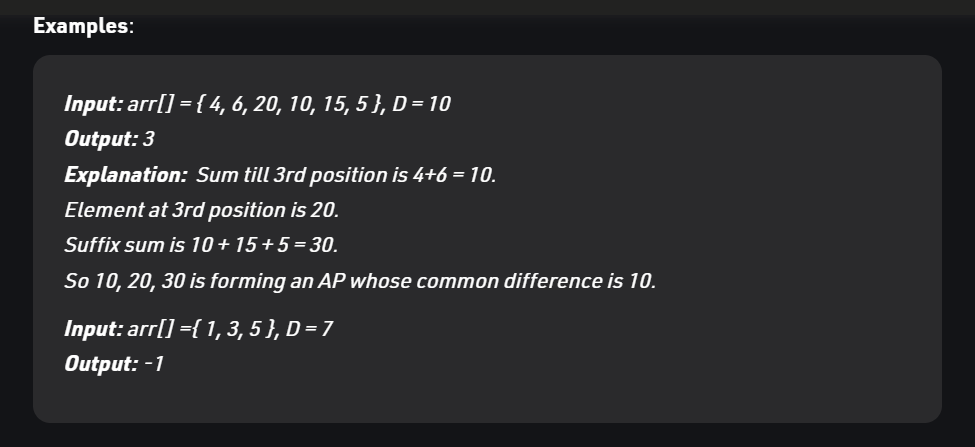 Examples:
Input: arr[] = { 4, 6, 20, 10, 15, 5 }, D = 10
Output: 3
Explanation: Sum till 3rd position is 4+6 = 10.
Element at 3rd position is 20.
Suffix sum is 10 + 15 + 5 = 30.
So 10, 20, 30 is forming an AP whose common difference is 10.
Input: arr[] ={ 1, 3, 5 }, D = 7
Output: -1